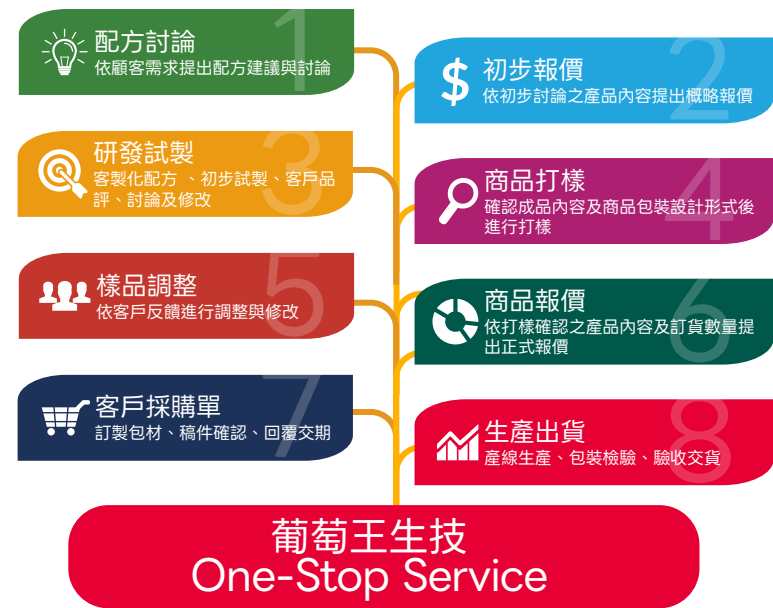 1
配方討論
依顧客需求提出配方建議與討論
2
初步報價
依初步討論之產品內容提出概略報價
3
研發試製
客製化配方 、初步試製、客戶品
評、討論及修改
4
商品打樣
確認成品內容及商品包裝設計形式後
進行打樣
5
樣品調整
依客戶反饋進行調整與修改
6
商品報價
依打樣確認之產品內容及訂貨數量提
出正式報價
7
客戶採購單
訂製包材、稿件確認、回覆交期
8
生產出貨
產線生產、包裝檢驗、驗收交貨
葡萄王生技
One-Stop Service